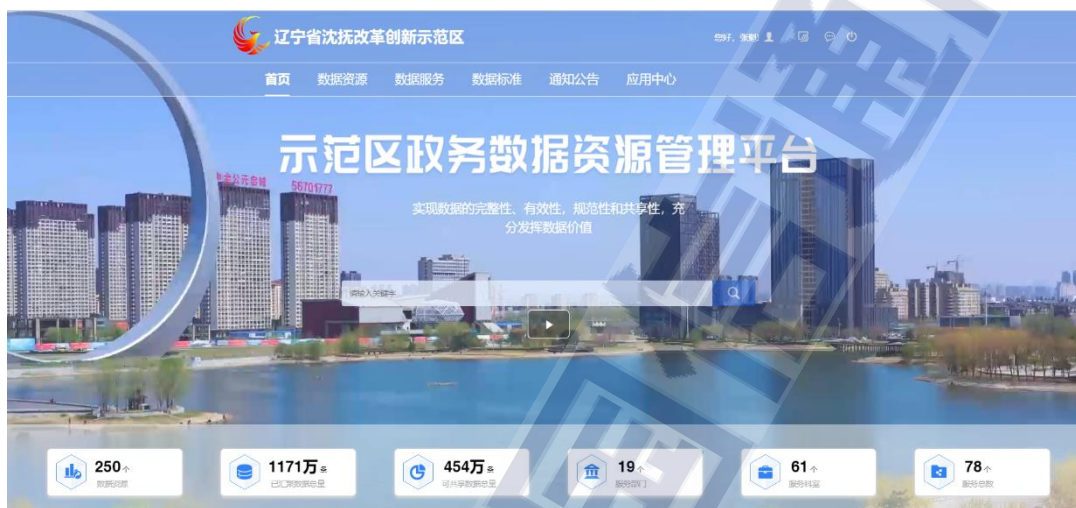 辽宁省沈抚改革创新示范区
您好，
首页 数据资源 数据服务 数据标准 通知公告 应用中心
示范区政务数据资源管理平台
56701777
实现数据的完整性、有效性，规范性和共享性，充
分发挥数据价值
请输入关键字
250个
数据资源
1171万条
已汇聚数据总量
454万条
可共享数据总量
19个
服务部门
61个
服务科室
78个
服务总数